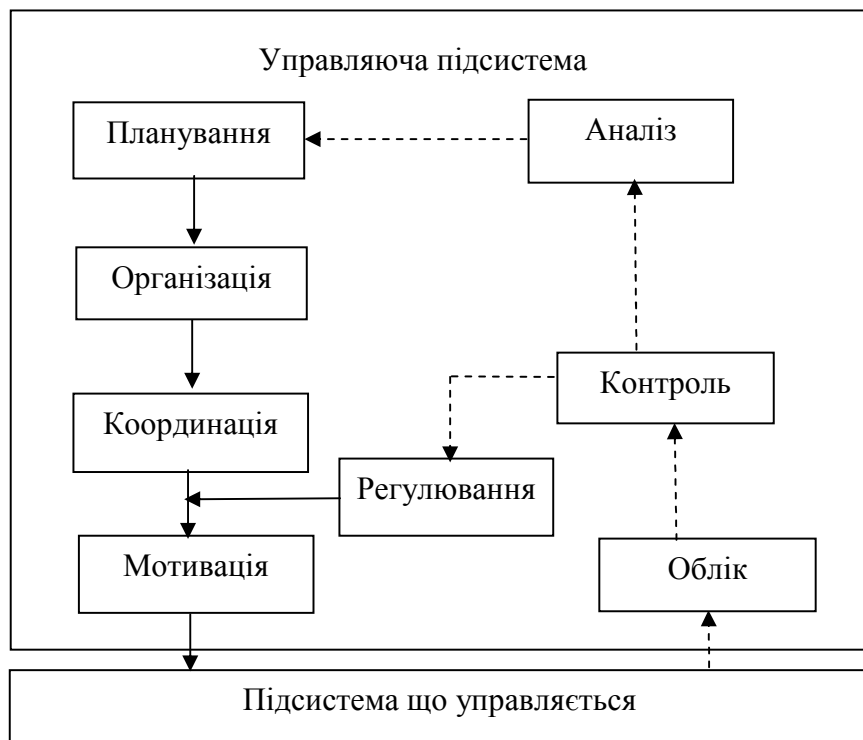 Управляюча підсистема
Планування
Аналіз
Організація
Контроль
Координація
Регулювання
Мотивація
Облік
Підсистема що управляється